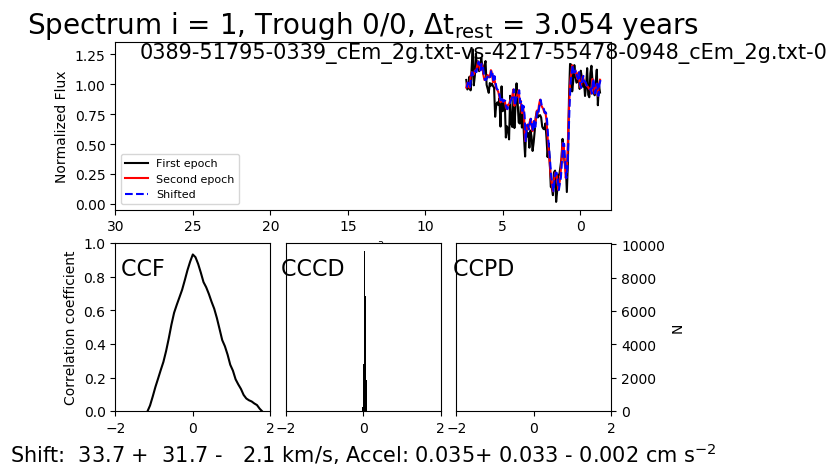 Spectrum i = 1, Trough 0/0, Δt_rest = 3.054 years
0389-51795-0339_cEm_2g.txt-vs-4217-55478-0948_cEm_2g.txt-0
Normalized Flux
1.25
1.00
0.75
0.50
0.25
0.00
First epoch
Second epoch
Shifted
30 25 20 15 10 5 0
Correlation coefficient
1.0
0.8
0.6
0.4
0.2
0.0
CCF
−2 0 2
CCCD
−2 0 2
CCPD
−2 0 2
10000
8000
6000
4000
2000
0
N
Shift: 33.7 + 31.7 - 2.1 km/s, Accel: 0.035+ 0.033 - 0.002 cm s⁻²